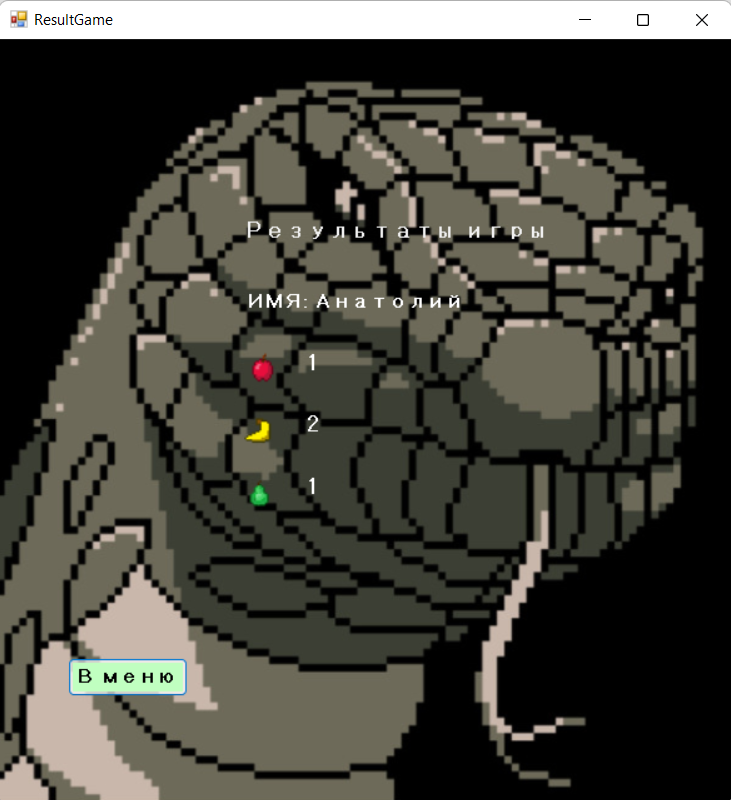 ResultGame
Результаты игры
ИМЯ: Анатолий
1
2
1
В меню